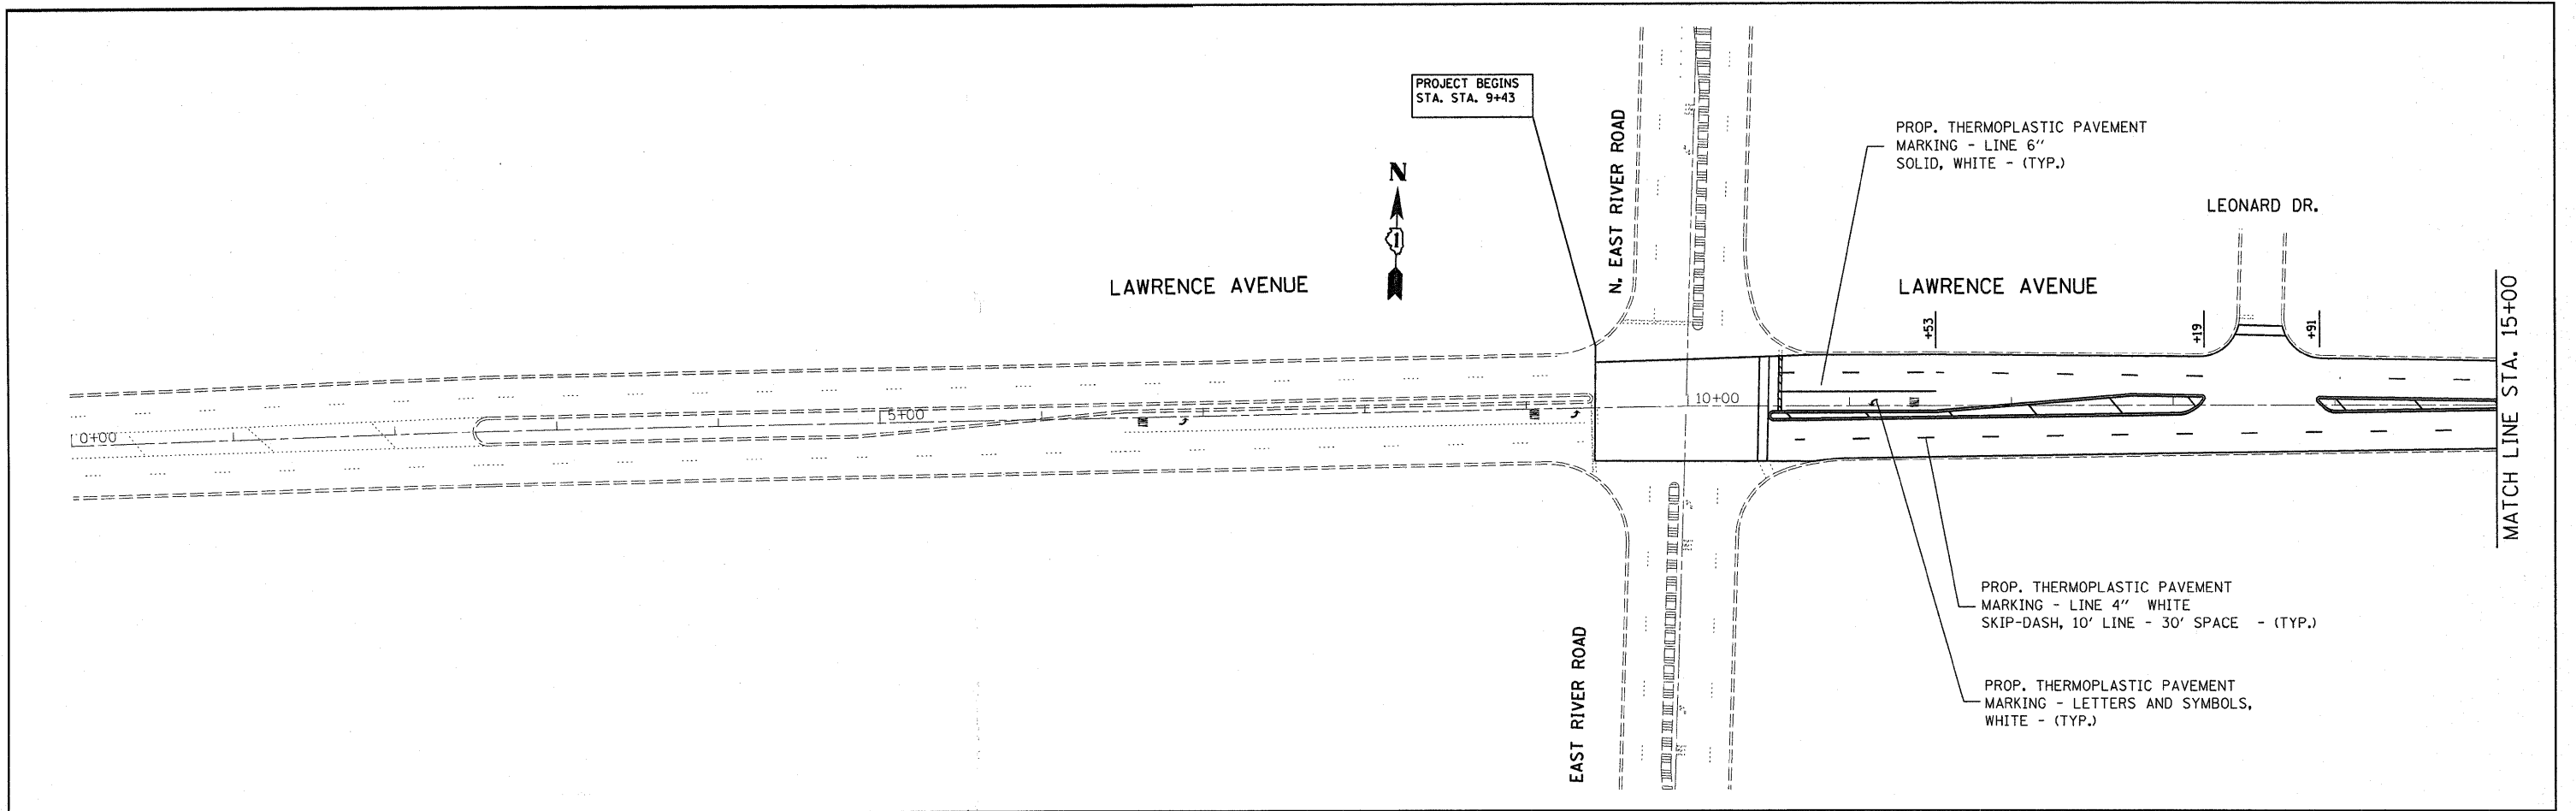 PROJECT BEGINS
STA. STA. 9+43
N
1
N. EAST RIVER ROAD
PROP. THERMOPLASTIC PAVEMENT
MARKING - LINE 6"
SOLID, WHITE - (TYP.)
LEONARD DR.
LAWRENCE AVENUE
LAWRENCE AVENUE
+53
+19
+91
MATCH LINE STA. 15+00
0+00
5+00
10+00
PROP. THERMOPLASTIC PAVEMENT
MARKING - LINE 4" WHITE
SKIP-DASH, 10' LINE - 30' SPACE - (TYP.)
EAST RIVER ROAD
PROP. THERMOPLASTIC PAVEMENT
MARKING - LETTERS AND SYMBOLS,
WHITE - (TYP.)